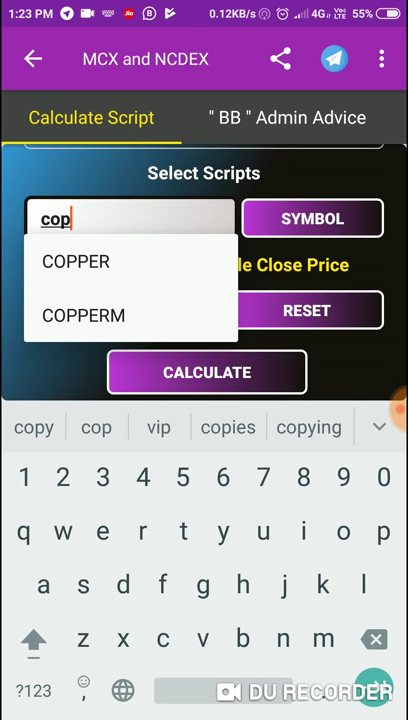 1:23 PM 0.12KB/s 4G VoLTE 55%
MCX and NCDEX
Calculate Script " BB " Admin Advice
Select Scripts
cop SYMBOL
COPPER
le Close Price
COPPERM RESET
CALCULATE
copy cop vip copies copying
1 2 3 4 5 6 7 8 9 0
q w e r t y u i o p
a s d f g h j k l
z x c v b n m
?123 , .
DU RECORDER